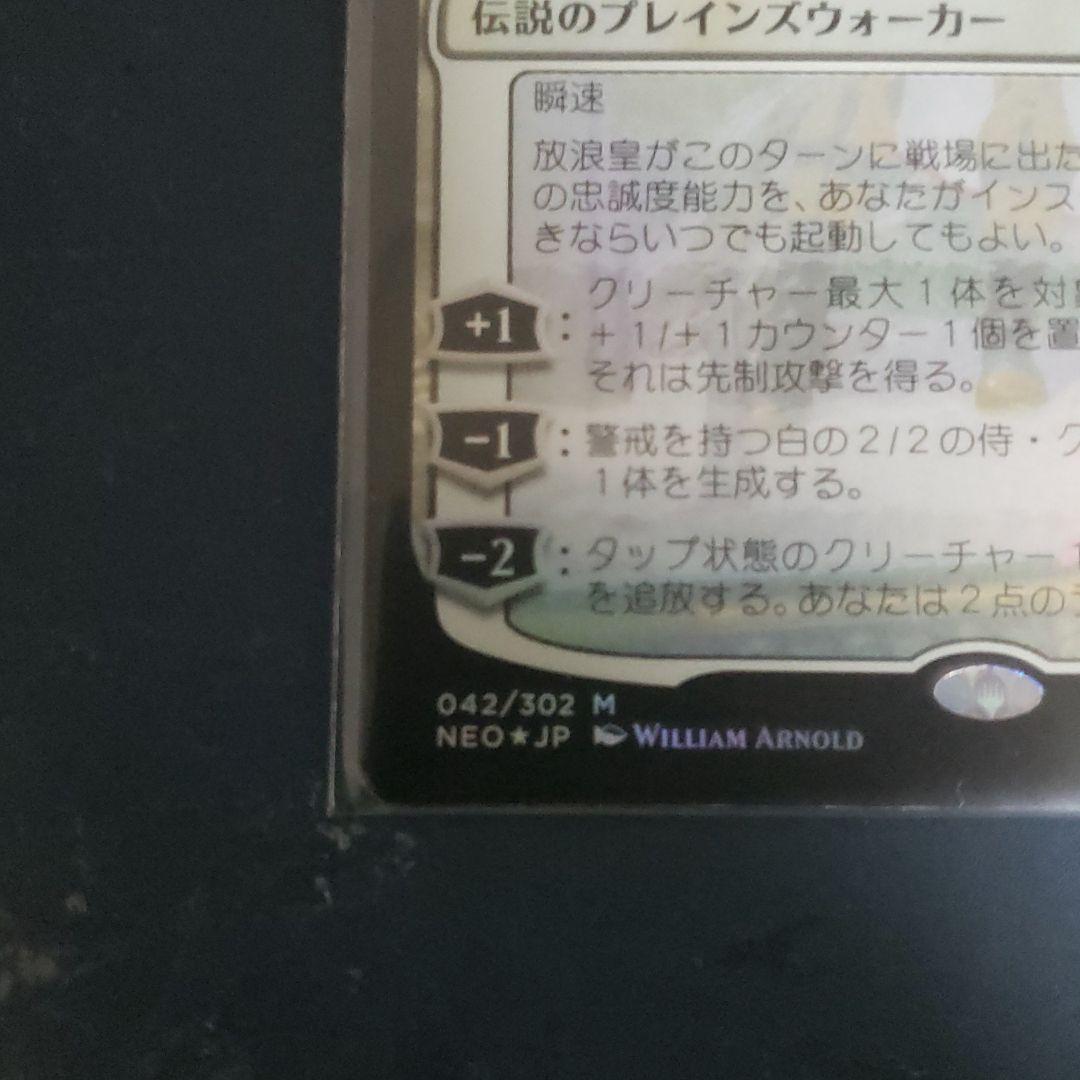 伝説のプレインズウォーカー
瞬速
放浪皇がこのターンに戦場に出た
の忠誠度能力を、あなたがインス
きならいつでも起動してもよい。
+1 : クリーチャー最大1体を対象
+1/+1カウンター1個を置
それは先制攻撃を得る。
-1 : 警戒を持つ白の2/2の侍・ク
1体を生成する。
-2 : タップ状態のクリーチャー1
を追放する。あなたは2点の
042/302 M
NEO★JP WILLIAM ARNOLD